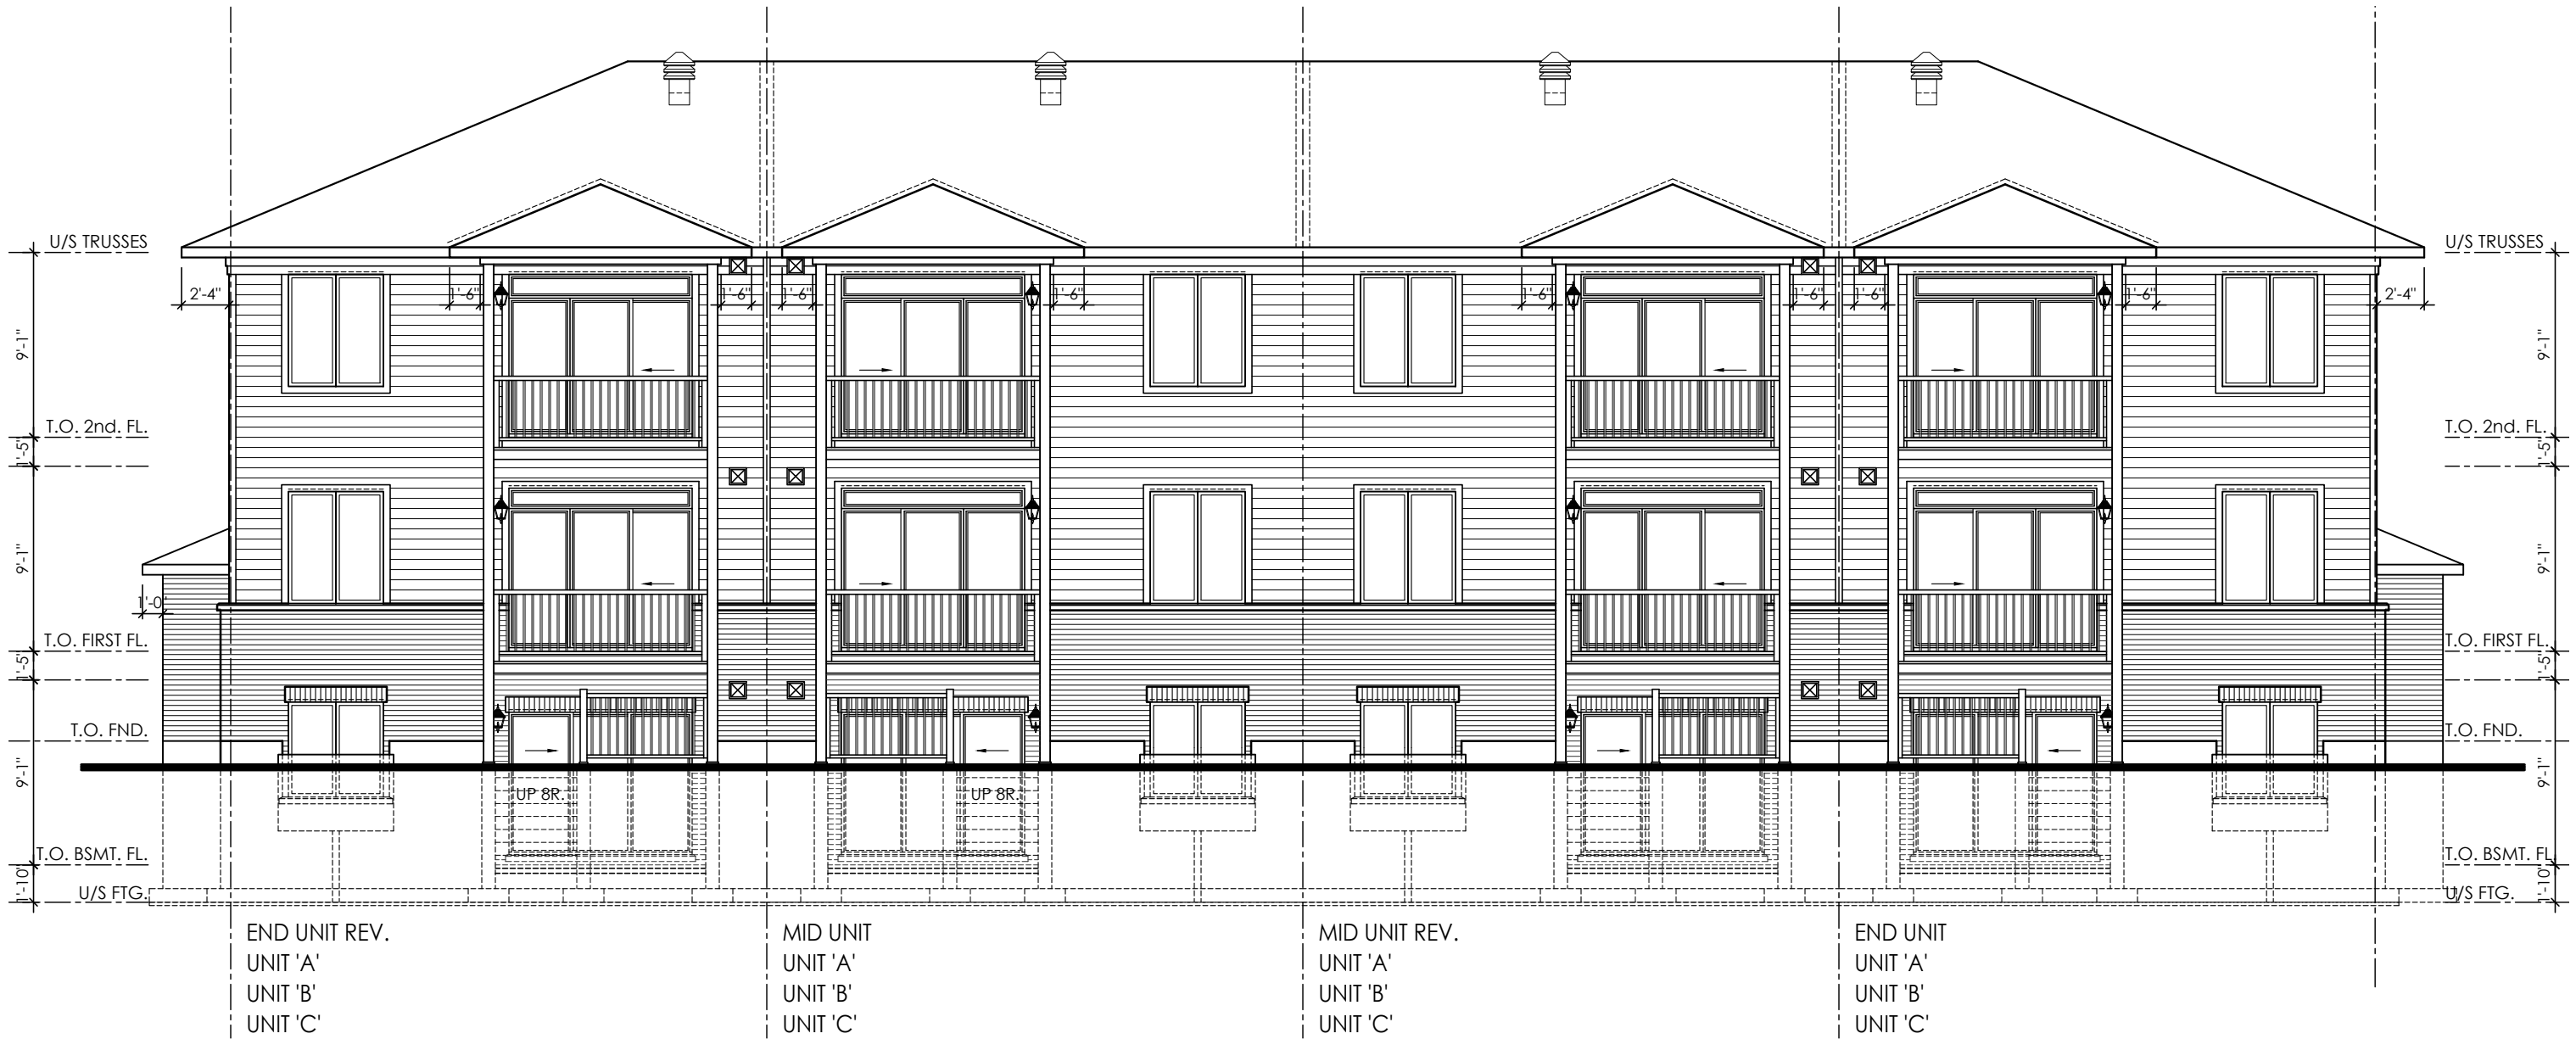 U/S TRUSSES
U/S TRUSSES
2'-4"
1'-6"
1'-6"
1'-6"
1'-6"
1'-6"
1'-6"
1'-6"
1'-6"
2'-4"
9'-1"
9'-1"
T.O. 2nd. FL.
T.O. 2nd. FL.
1'-5"
1'-5"
9'-1"
9'-1"
1'-0"
T.O. FIRST FL.
T.O. FIRST FL.
1'-5"
1'-5"
T.O. FND.
T.O. FND.
9'-1"
9'-1"
UP 8R.
UP 8R.
T.O. BSMT. FL.
T.O. BSMT. FL.
1'-10"
1'-10"
U/S FTG.
U/S FTG.
END UNIT REV.
UNIT 'A'
UNIT 'B'
UNIT 'C'
MID UNIT
UNIT 'A'
UNIT 'B'
UNIT 'C'
MID UNIT REV.
UNIT 'A'
UNIT 'B'
UNIT 'C'
END UNIT
UNIT 'A'
UNIT 'B'
UNIT 'C'